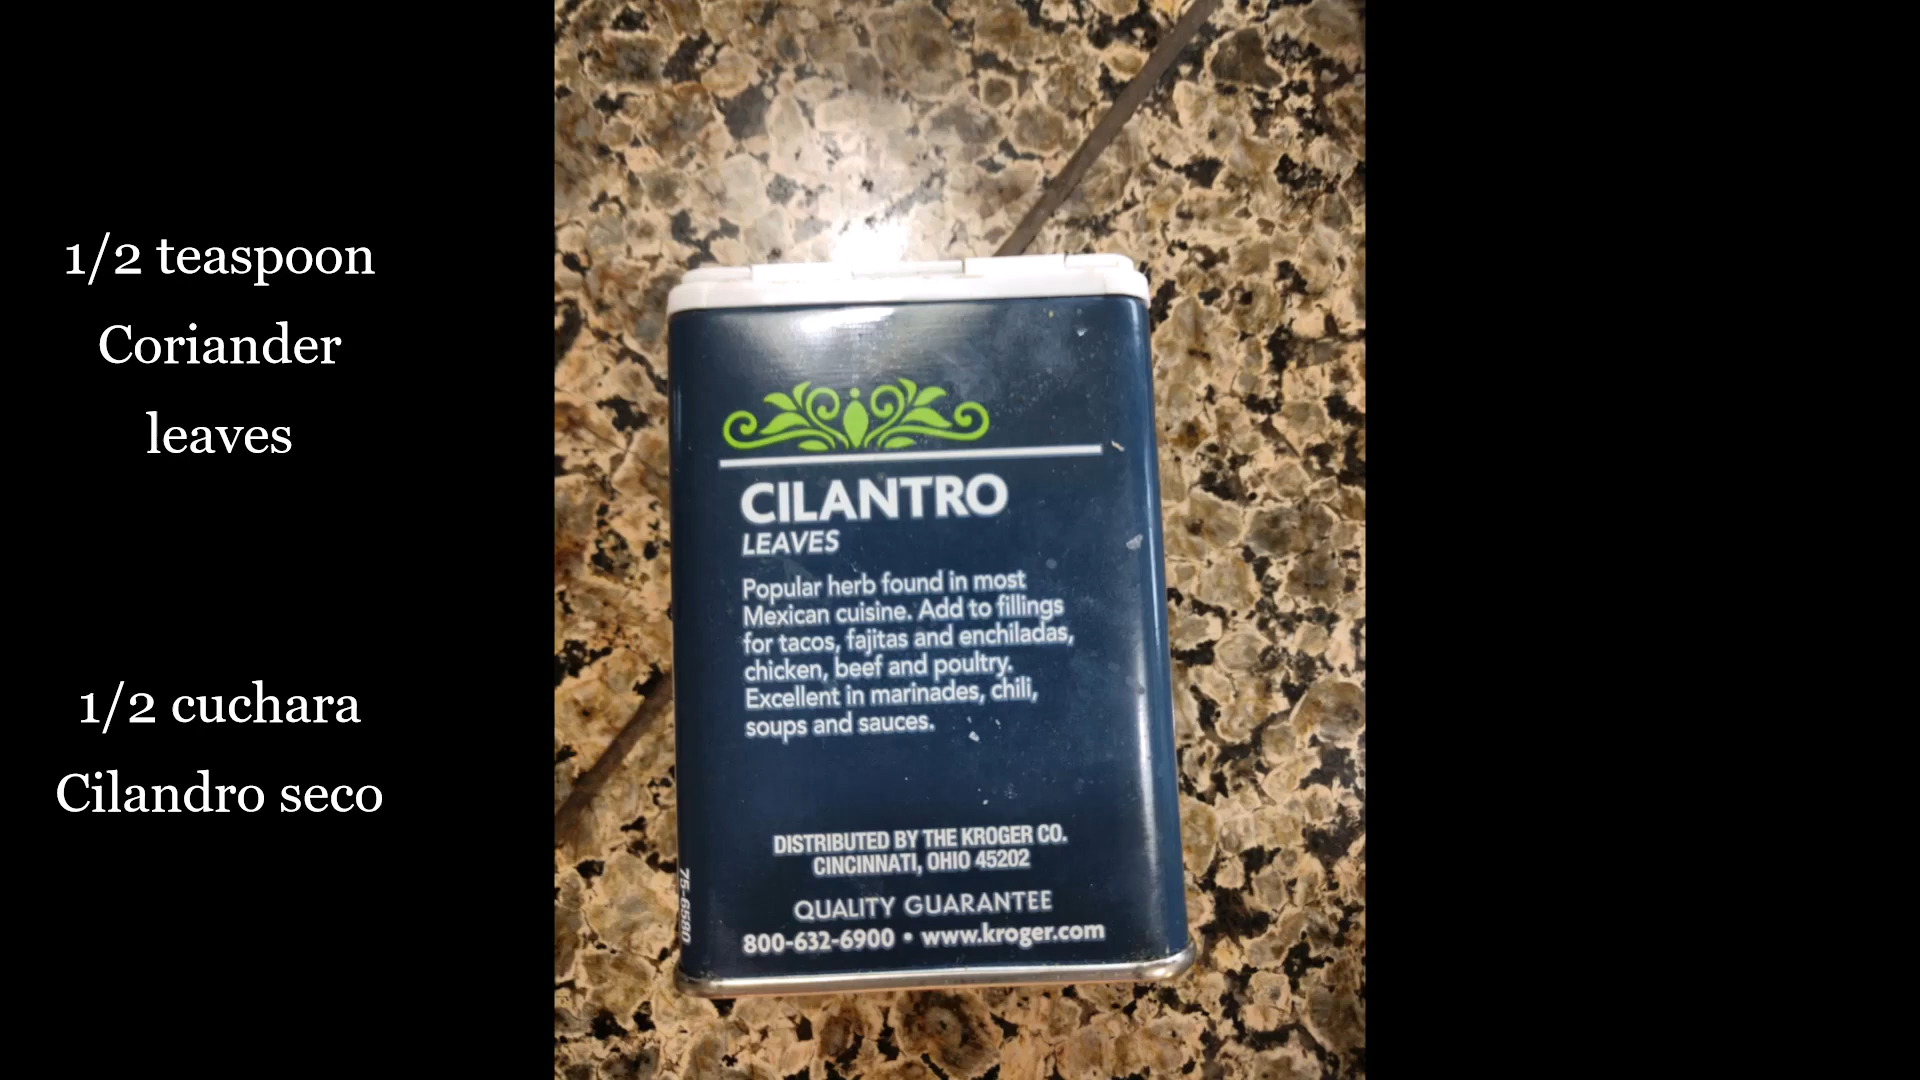 1/2 teaspoon
Coriander
leaves
1/2 cuchara
Cilandro seco
CILANTRO
LEAVES
Popular herb found in most
Mexican cuisine. Add to fillings
for tacos, fajitas and enchiladas,
chicken, beef and poultry.
Excellent in marinades, chili,
soups and sauces.
DISTRIBUTED BY THE KROGER CO.
CINCINNATI, OHIO 45202
QUALITY GUARANTEE
800-632-6900 • www.kroger.com
75-6580